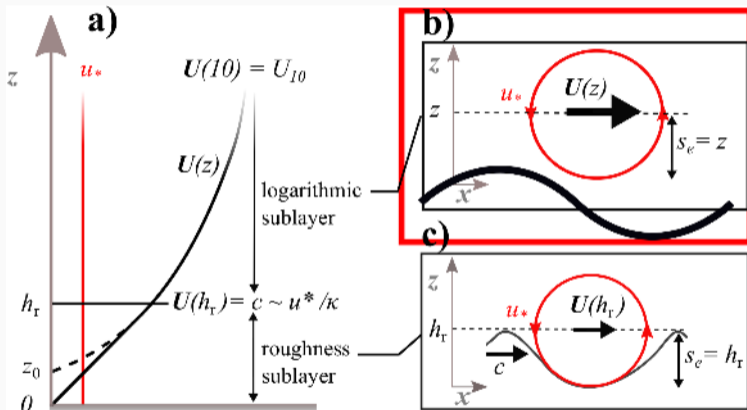 a)
z
u*
U(10) = U10
U(z)
logarithmic
sublayer
hr
U(hr) = c ~ u*/κ
z0
roughness
sublayer
0
b)
z
U(z)
u*
z
se = z
x
c)
z
U(hr)
u*
hr
c
se = hr
x